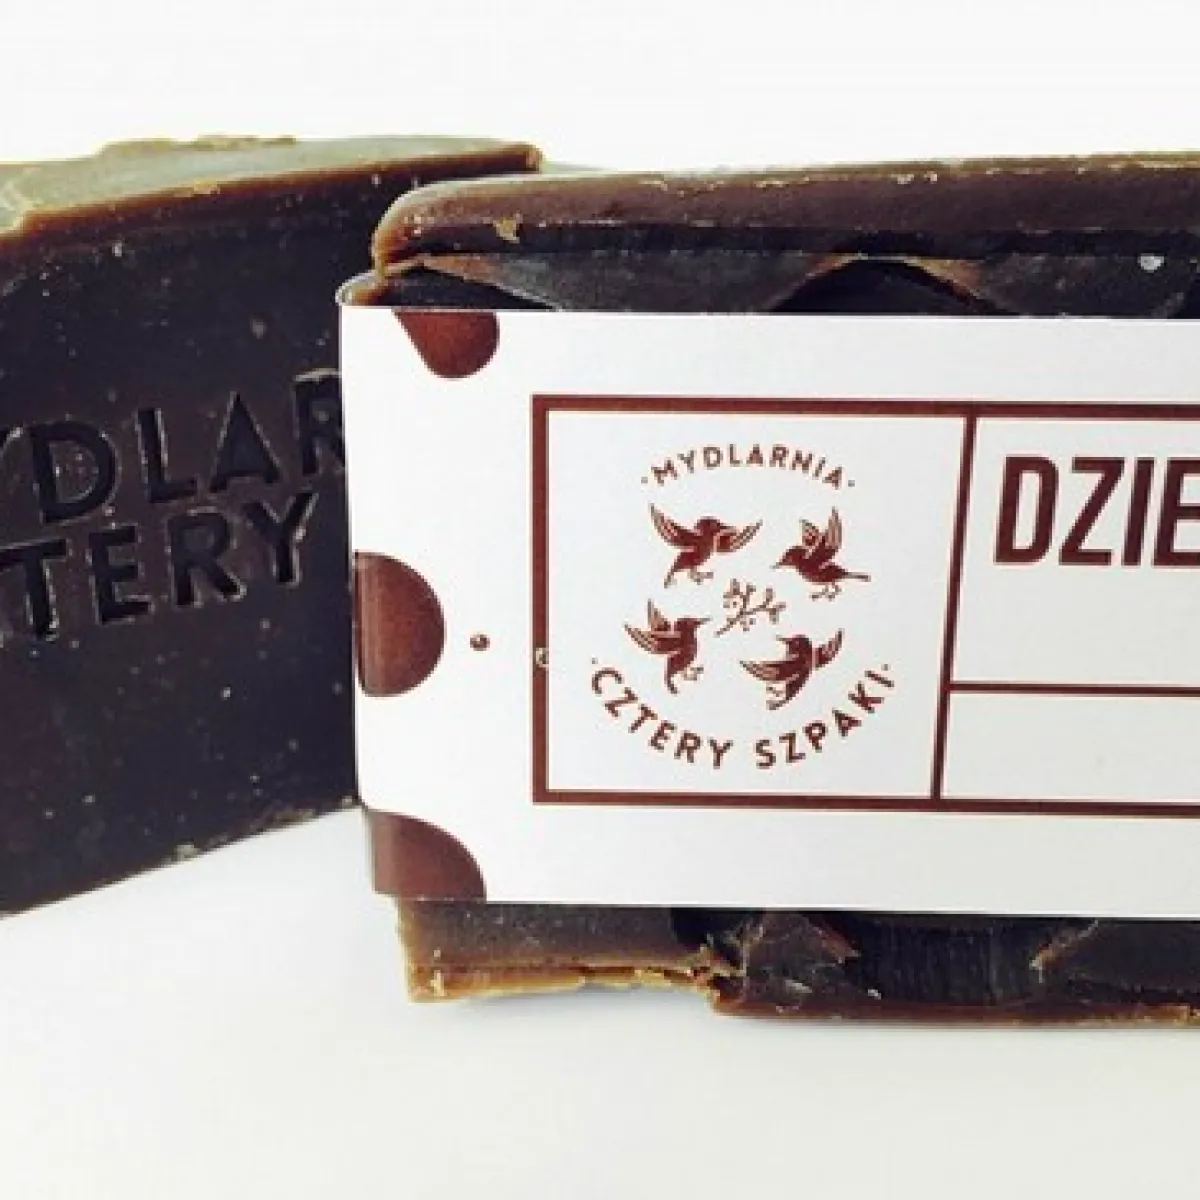 YDLAR
TERY
·MYDLARNIA·
·CZTERY SZPAKI·
DZIE